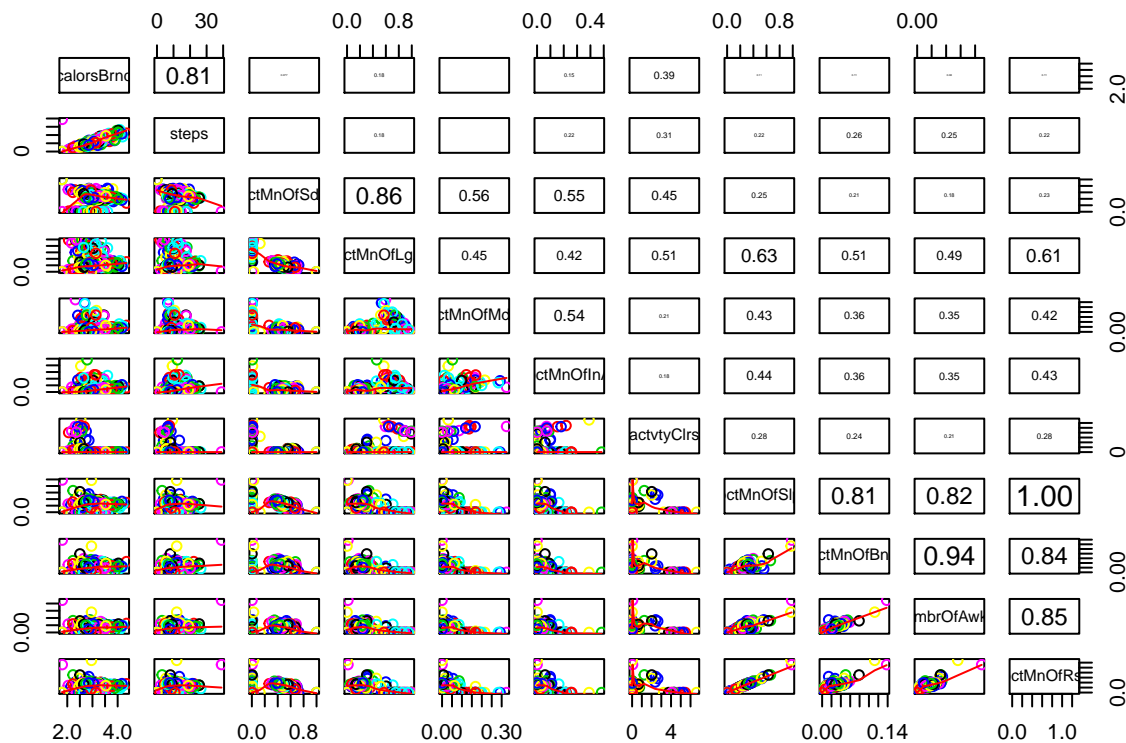 0 30
0.0 1.0
0.0 0.5
0.0 1.0
0.00
calorsBrnd 0.81 0.18 0.15 0.39
2.0
0 steps 0.18 0.22 0.31 0.22 0.26 0.25 0.22
ctMnOfSd 0.86 0.56 0.55 0.45 0.25 0.21 0.18 0.23 0.0
0.0 ctMnOfLg 0.45 0.42 0.51 0.63 0.51 0.49 0.61
ctMnOfMo 0.54 0.21 0.43 0.36 0.35 0.42 0.00
0.0 ctMnOfInA 0.18 0.44 0.36 0.35 0.43
actvtyClrs 0.28 0.24 0.21 0.28 0
0.0 ctMnOfSl 0.81 0.82 1.00
ctMnOfBn 0.94 0.84 0.00
0.00 mbrOfAwk 0.85
ctMnOfRs 0.0
2.0 4.0
0.0 1.0
0.00 0.30
0 4
0.00 0.14
0.0 1.0